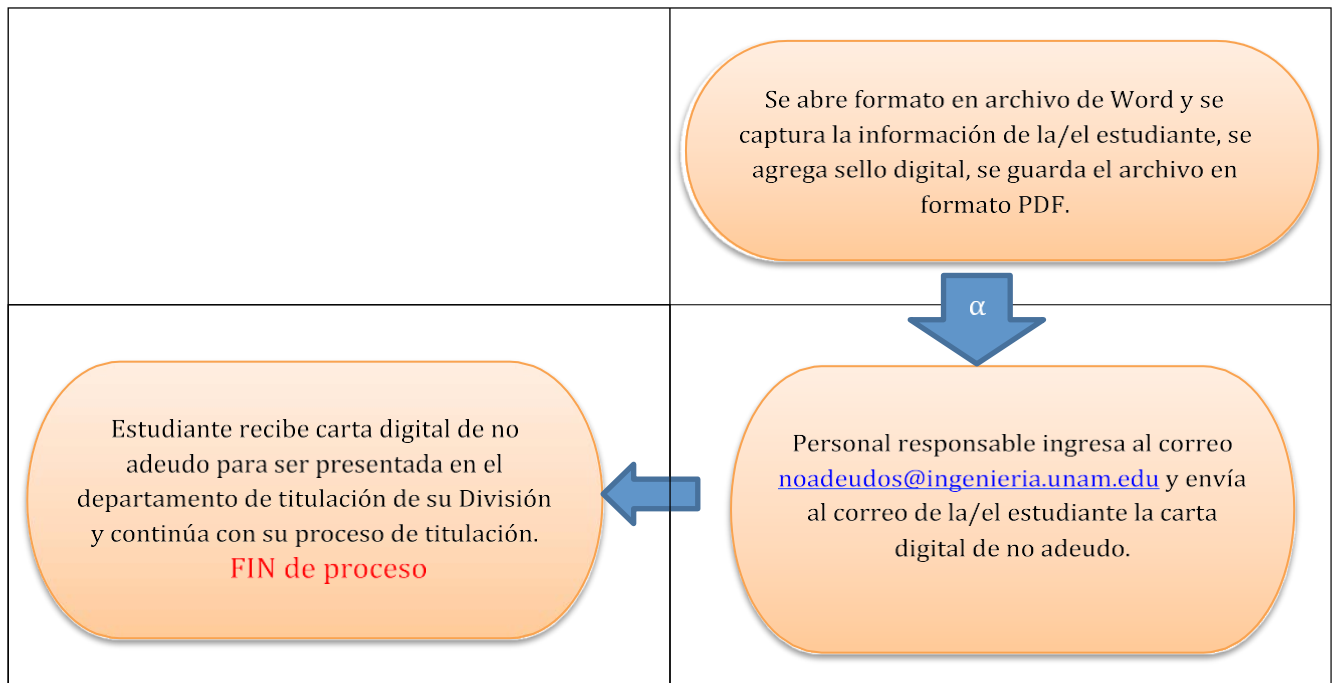 Se abre formato en archivo de Word y se
captura la información de la/el estudiante, se
agrega sello digital, se guarda el archivo en
formato PDF.
α
Personal responsable ingresa al correo
noadeudos@ingenieria.unam.edu y envía
al correo de la/el estudiante la carta
digital de no adeudo.
Estudiante recibe carta digital de no
adeudo para ser presentada en el
departamento de titulación de su División
y continúa con su proceso de titulación.
FIN de proceso